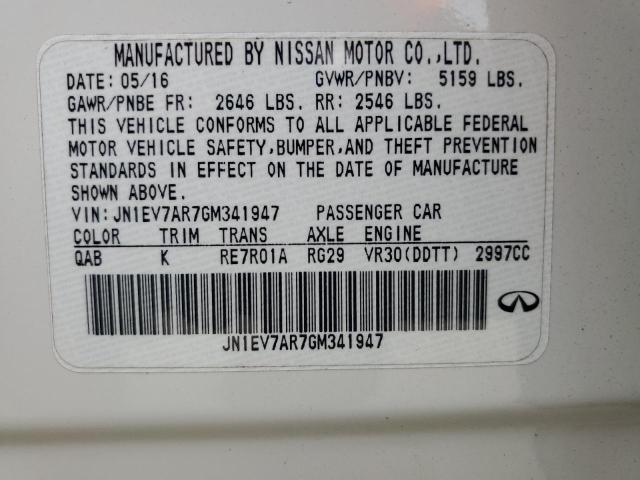 MANUFACTURED BY NISSAN MOTOR CO.,LTD.
DATE: 05/16 GVWR/PNBV: 5159 LBS.
GAWR/PNBE FR: 2646 LBS. RR: 2546 LBS.
THIS VEHICLE CONFORMS TO ALL APPLICABLE FEDERAL
MOTOR VEHICLE SAFETY,BUMPER,AND THEFT PREVENTION
STANDARDS IN EFFECT ON THE DATE OF MANUFACTURE
SHOWN ABOVE.
VIN:JN1EV7AR7GM341947 PASSENGER CAR
COLOR TRIM TRANS AXLE ENGINE
QAB K RE7R01A RG29 VR30(DDTT) 2997CC
JN1EV7AR7GM341947